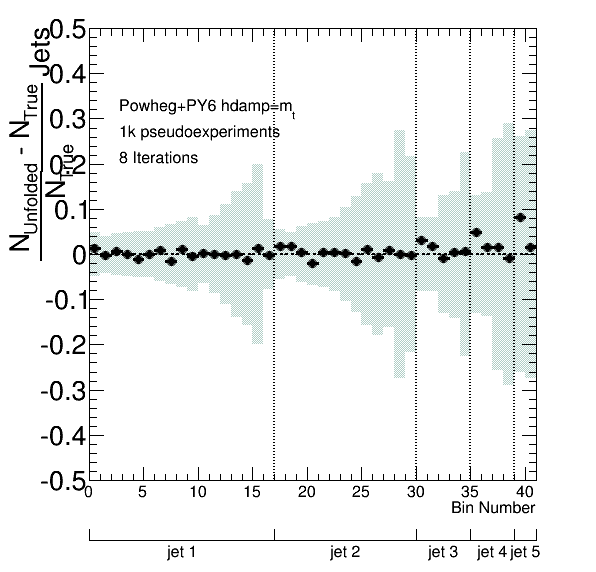 N_Unfolded - N_True Jets
N_True
0.5
0.4
0.3
0.2
0.1
0
-0.1
-0.2
-0.3
-0.4
-0.5
Powheg+PY6 hdamp=m_t
1k pseudoexperiments
8 Iterations
0 5 10 15 20 25 30 35 40
Bin Number
jet 1 jet 2 jet 3 jet 4 jet 5